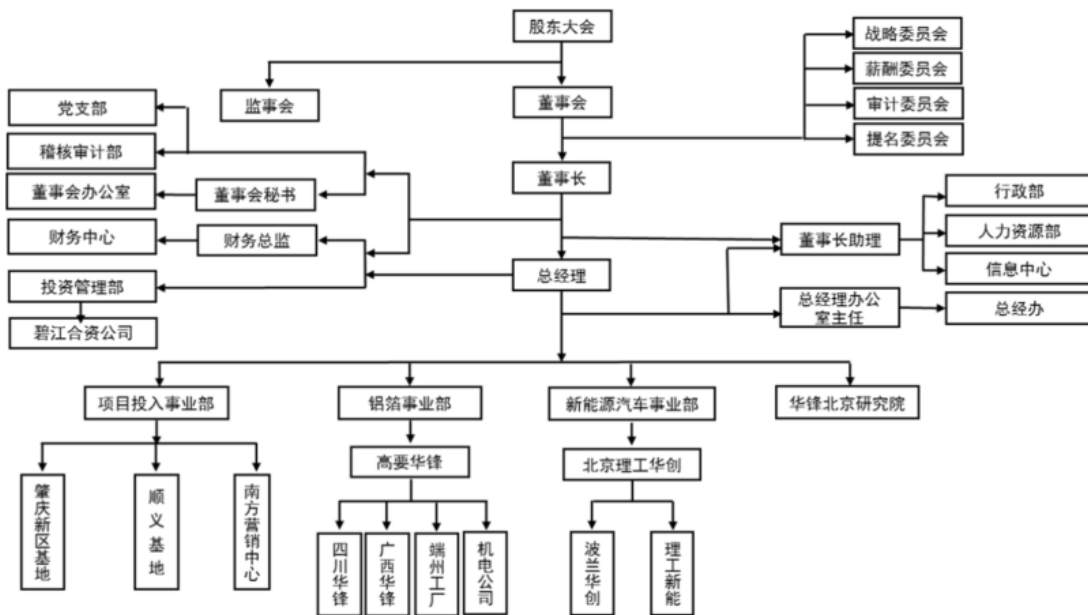 股东大会
战略委员会
薪酬委员会
审计委员会
提名委员会
监事会
董事会
党支部
稽核审计部
董事会办公室
董事会秘书
董事长
财务中心
财务总监
董事长助理
行政部
人力资源部
信息中心
投资管理部
总经理
总经理办公
室主任
总经办
碧江合资公司
项目投入事业部
铝箔事业部
新能源汽车事业部
华锋北京研究院
高要华锋
北京理工华创
肇庆新区基地
顺义基地
南方营销中心
四川华锋
广西华锋
端州工厂
机电公司
波兰华创
理工新能